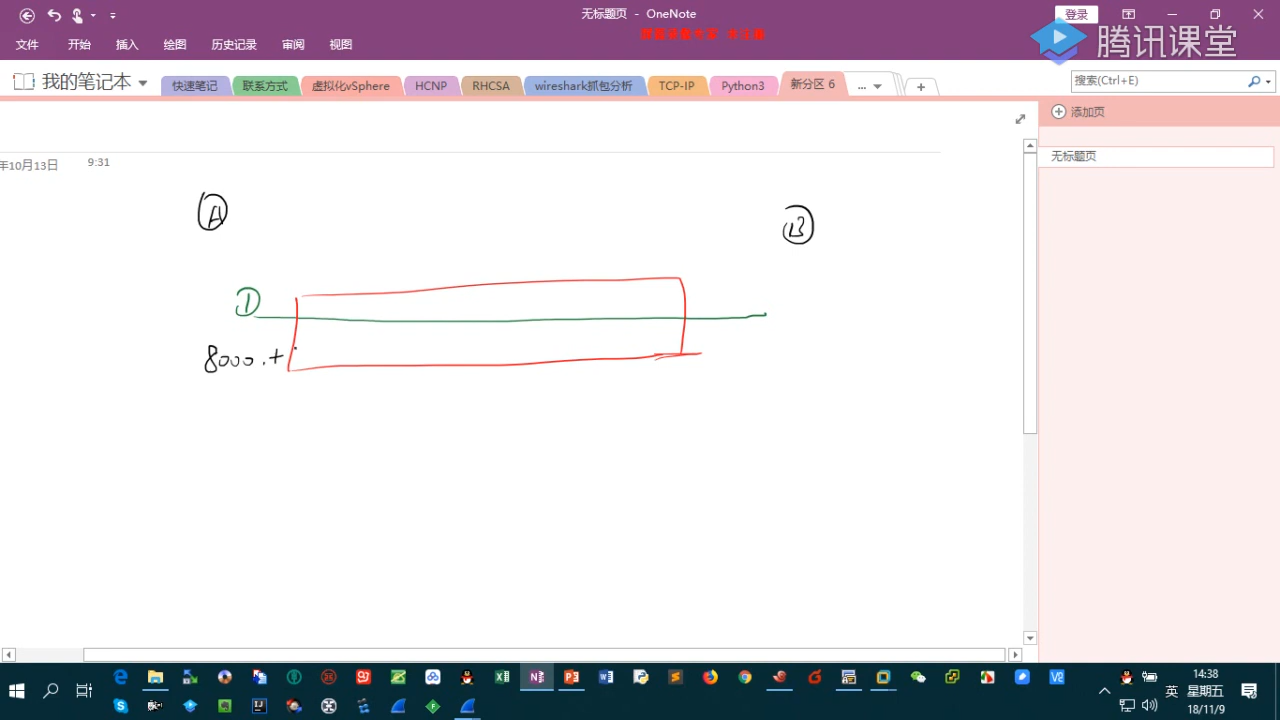 无标题页 - OneNote
登录
腾讯课堂
文件 开始 插入 绘图 历史记录 审阅 视图
我的笔记本
快速笔记 联系方式 虚拟化vSphere HCNP RHCSA wireshark抓包分析 TCP-IP Python3 新分区 6 ...
搜索(Ctrl+E)
添加页
无标题页
年10月13日 9:31
A
B
D
8000.+
英
14:38
星期五
18/11/9